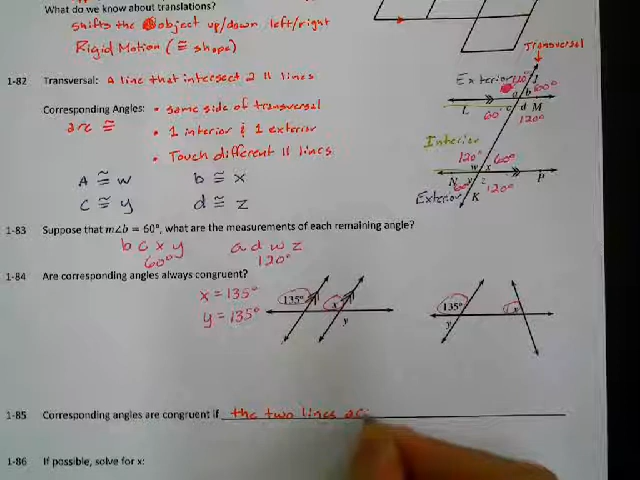 What do we know about translations?
shifts the object up/down left/right
Rigid Motion (≅ shape)
Transversal
1-82 Transversal: A line that intersect 2 || lines
Corresponding Angles: • same side of transversal
are ≅ • 1 interior & 1 exterior
• Touch different || lines
A ≅ w b ≅ x
c ≅ y d ≅ z
Exterior 120° J
a b 60°
L 60° c d M
120°
Interior
120° w x 60°
N 60° y z 120° P
Exterior K
1-83 Suppose that m∠b = 60°, what are the measurements of each remaining angle?
b c x y a d w z
60° 120°
1-84 Are corresponding angles always congruent?
x = 135° 135° x 135° x
y = 135° y y
1-85 Corresponding angles are congruent if the two lines ar
1-86 If possible, solve for x: